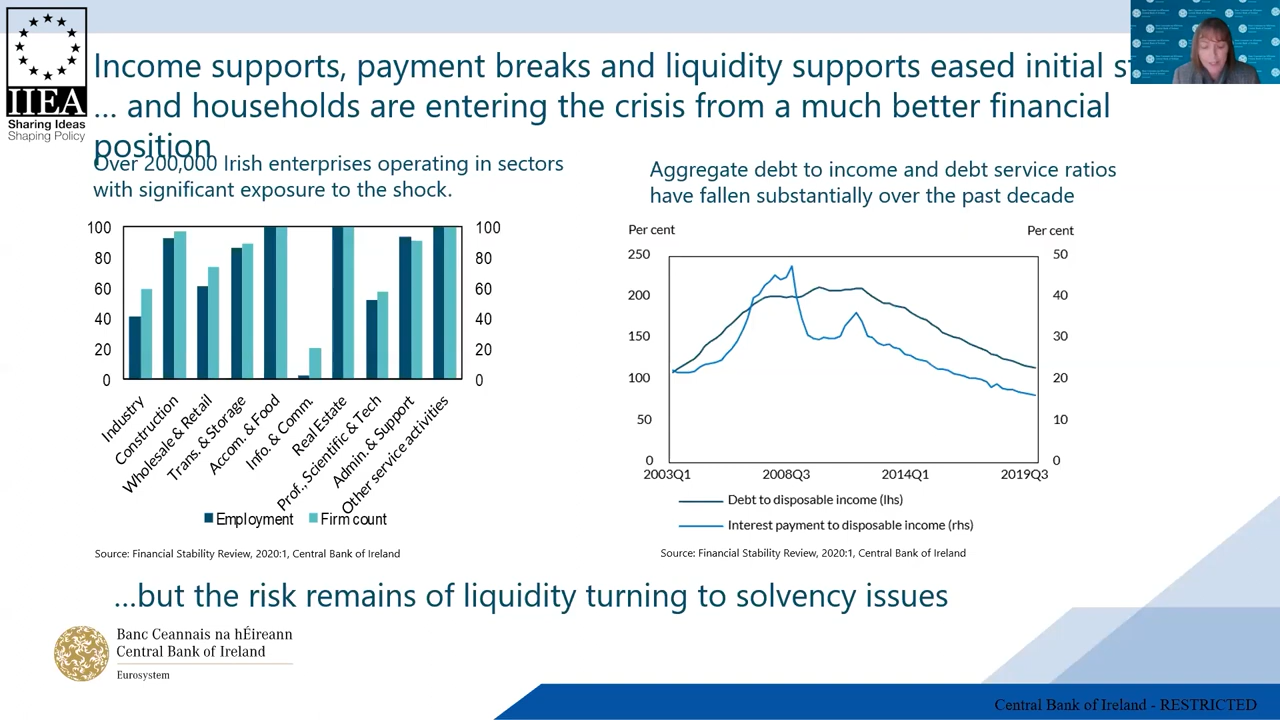 IIEA
Sharing Ideas
Shaping Policy
Income supports, payment breaks and liquidity supports eased initial
... and households are entering the crisis from a much better financial
position
Over 200,000 Irish enterprises operating in sectors
with significant exposure to the shock.
100
80
60
40
20
0
100
80
60
40
20
0
Industry
Construction
Wholesale & Retail
Trans. & Storage
Accom. & Food
Info. & Comm.
Real Estate
Prof., Scientific & Tech
Admin. & Support
Other service activities
Employment
Firm count
Source: Financial Stability Review, 2020:1, Central Bank of Ireland
Aggregate debt to income and debt service ratios
have fallen substantially over the past decade
Per cent
Per cent
250
200
150
100
50
0
50
40
30
20
10
0
2003Q1
2008Q3
2014Q1
2019Q3
Debt to disposable income (lhs)
Interest payment to disposable income (rhs)
Source: Financial Stability Review, 2020:1, Central Bank of Ireland
...but the risk remains of liquidity turning to solvency issues
Banc Ceannais na hÉireann
Central Bank of Ireland
Eurosystem
Central Bank of Ireland - RESTRICTED